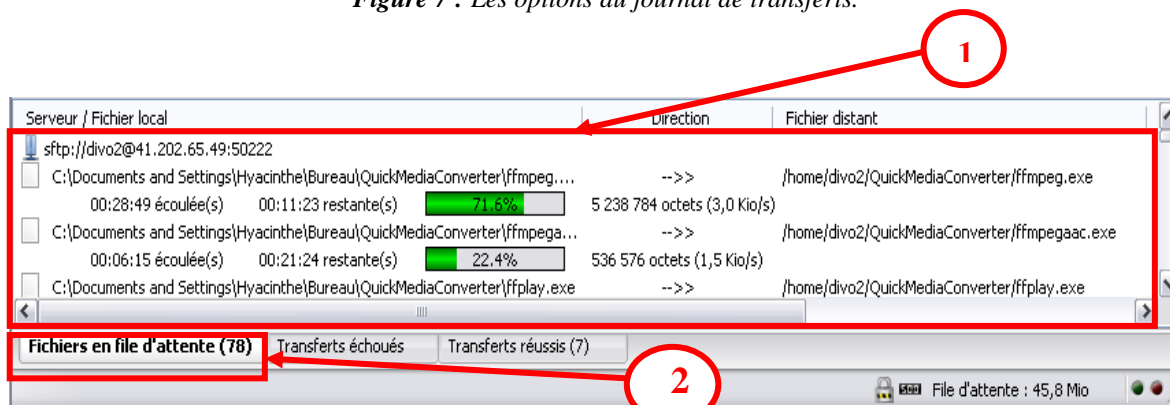 Figure 7 : Les options du journal de transferts.
1
Serveur / Fichier local Direction Fichier distant
sftp://divo2@41.202.65.49:50222
C:\Documents and Settings\Hyacinthe\Bureau\QuickMediaConverter\ffmpeg.... -->> /home/divo2/QuickMediaConverter/ffmpeg.exe
00:28:49 écoulée(s) 00:11:23 restante(s) 71.6% 5 238 784 octets (3,0 Kio/s)
C:\Documents and Settings\Hyacinthe\Bureau\QuickMediaConverter\ffmpega... -->> /home/divo2/QuickMediaConverter/ffmpegaac.exe
00:06:15 écoulée(s) 00:21:24 restante(s) 22.4% 536 576 octets (1,5 Kio/s)
C:\Documents and Settings\Hyacinthe\Bureau\QuickMediaConverter\ffplay.exe -->> /home/divo2/QuickMediaConverter/ffplay.exe
Fichiers en file d'attente (78) Transferts échoués Transferts réussis (7)
2
File d'attente : 45,8 Mio